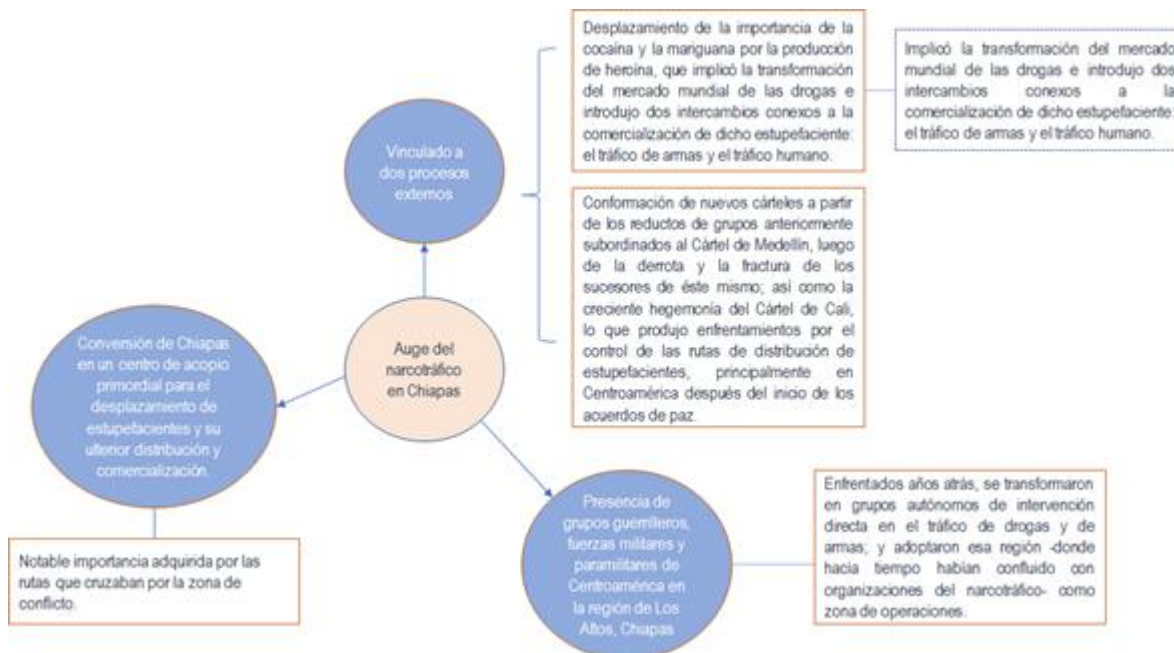 Desplazamiento de la importancia de la
cocaína y la mariguana por la producción
de heroína, que implicó la transformación
del mercado mundial de las drogas e
introdujo dos intercambios conexos a la
comercialización de dicho estupefaciente:
el tráfico de armas y el tráfico humano.
Implicó la transformación del mercado
mundial de las drogas e introdujo dos
intercambios conexos a la
comercialización de dicho estupefaciente:
el tráfico de armas y el tráfico humano.
Vinculado a
dos procesos
externos
Conformación de nuevos cárteles a partir
de los reductos de grupos anteriormente
subordinados al Cártel de Medellín, luego
de la derrota y la fractura de los
sucesores de éste mismo; así como la
creciente hegemonía del Cártel de Cali,
lo que produjo enfrentamientos por el
control de las rutas de distribución de
estupefacientes, principalmente en
Centroamérica después del inicio de los
acuerdos de paz.
Auge del
narcotráfico
en Chiapas
Conversión de Chiapas
en un centro de acopio
primordial para el
desplazamiento de
estupefacientes y su
ulterior distribución y
comercialización.
Notable importancia adquirida por las
rutas que cruzaban por la zona de
conflicto.
Presencia de
grupos guerrilleros,
fuerzas militares y
paramilitares de
Centroamérica en
la región de Los
Altos, Chiapas
Enfrentados años atrás, se transformaron
en grupos autónomos de intervención
directa en el tráfico de drogas y de
armas; y adoptaron esa región -donde
hacía tiempo habían confluido con
organizaciones del narcotráfico- como
zona de operaciones.